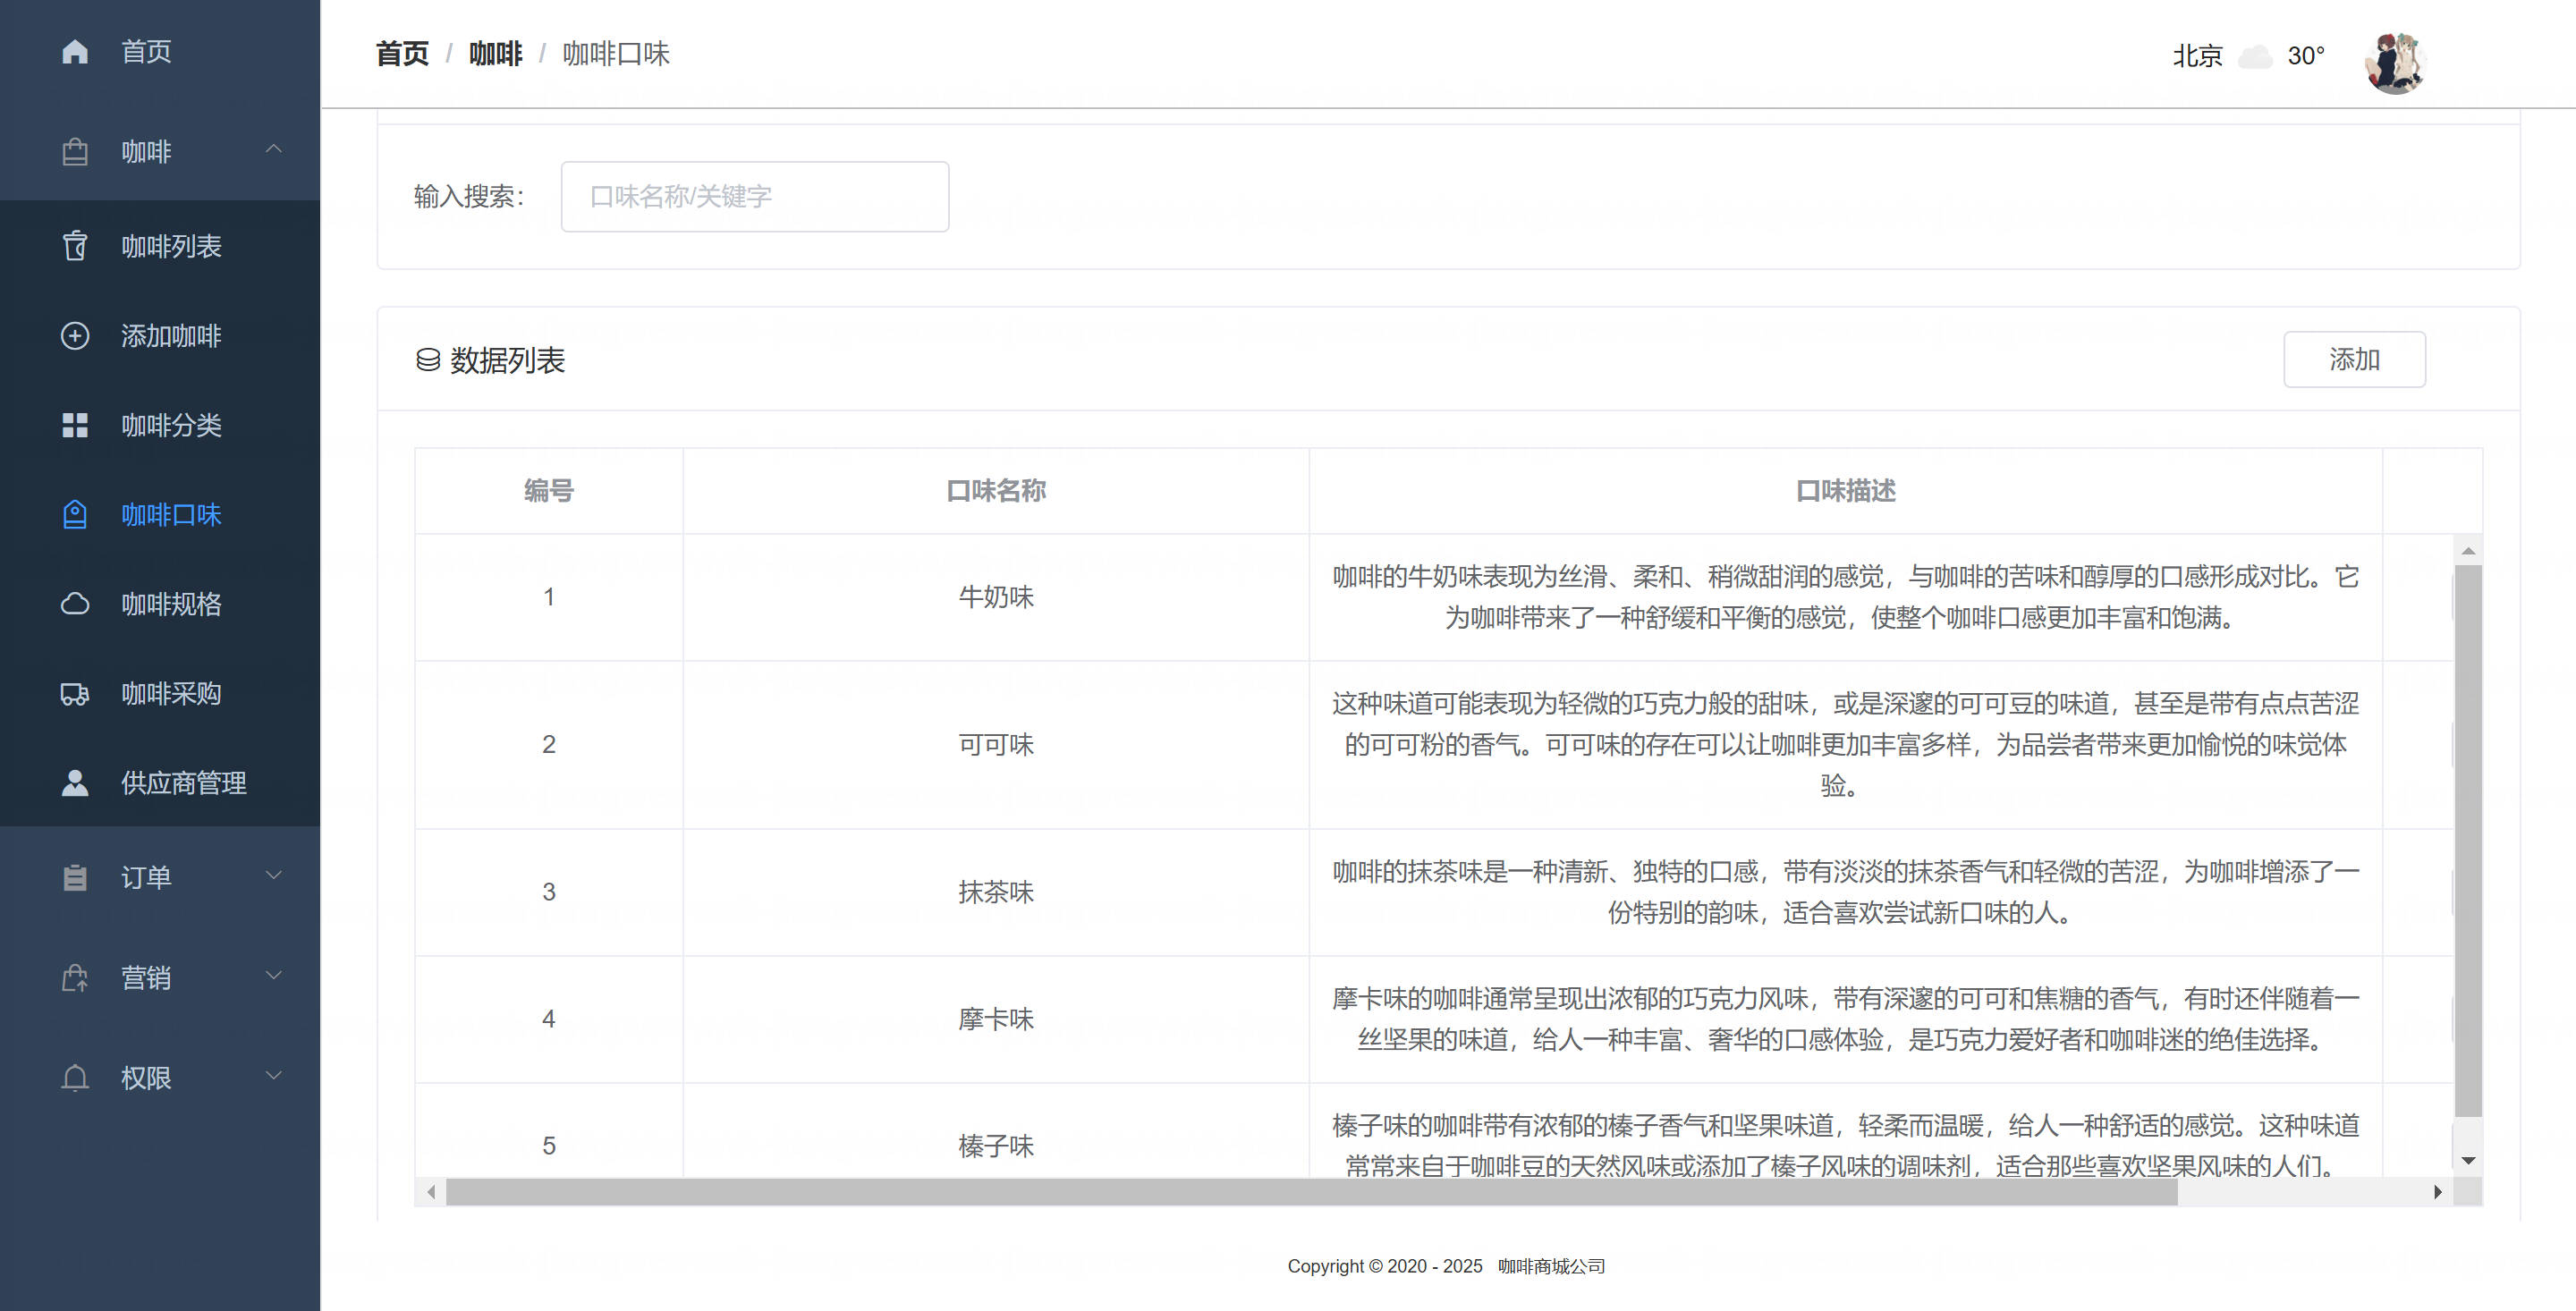 首页
咖啡
咖啡列表
添加咖啡
咖啡分类
咖啡口味
咖啡规格
咖啡采购
供应商管理
订单
营销
权限
首页 / 咖啡 / 咖啡口味
北京 30°
输入搜索： 口味名称/关键字
数据列表 添加
编号 口味名称 口味描述
1 牛奶味 咖啡的牛奶味表现为丝滑、柔和、稍微甜润的感觉，与咖啡的苦味和醇厚的口感形成对比。它
为咖啡带来了一种舒缓和平衡的感觉，使整个咖啡口感更加丰富和饱满。
2 可可味 这种味道可能表现为轻微的巧克力般的甜味，或是深邃的可可豆的味道，甚至是带有点点苦涩
的可可粉的香气。可可味的存在可以让咖啡更加丰富多样，为品尝者带来更加愉悦的味觉体
验。
3 抹茶味 咖啡的抹茶味是一种清新、独特的口感，带有淡淡的抹茶香气和轻微的苦涩，为咖啡增添了一
份特别的韵味，适合喜欢尝试新口味的人。
4 摩卡味 摩卡味的咖啡通常呈现出浓郁的巧克力风味，带有深邃的可可和焦糖的香气，有时还伴随着一
丝坚果的味道，给人一种丰富、奢华的口感体验，是巧克力爱好者和咖啡迷的绝佳选择。
5 榛子味 榛子味的咖啡带有浓郁的榛子香气和坚果味道，轻柔而温暖，给人一种舒适的感觉。这种味道
常常来自于咖啡豆的天然风味或添加了榛子风味的调味剂，适合那些喜欢坚果风味的人们。
Copyright © 2020 - 2025 咖啡商城公司